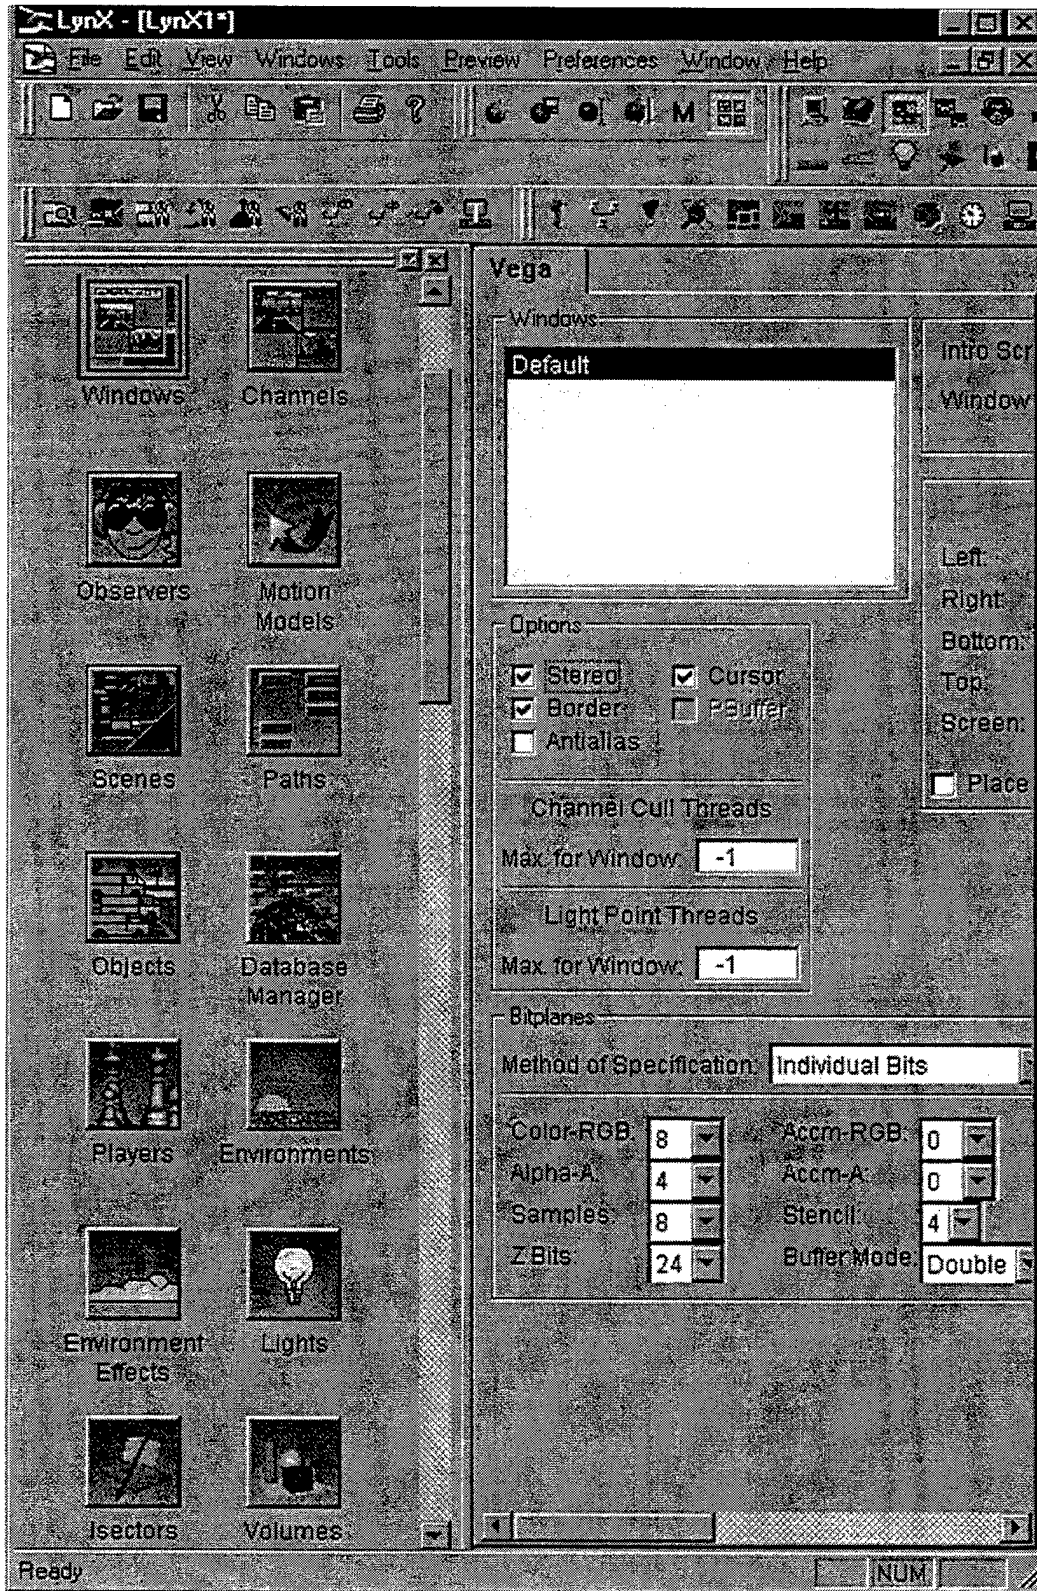 LynX - [LynX1*]
File Edit View Windows Tools Preview Preferences Window Help
M
Vega
Windows
Default
Intro Scr
Window
Windows Channels
Observers Motion Models
Scenes Paths
Objects Database Manager
Players Environments
Environment Effects Lights
Isectors Volumes
Left:
Right:
Bottom:
Top:
Screen:
Place
Options
Stereo Cursor
Border PBuffer
Antialias
Channel Cull Threads
Max. for Window: -1
Light Point Threads
Max. for Window: -1
Bitplanes
Method of Specification: Individual Bits
Color-RGB: 8 Accm-RGB: 0
Alpha-A: 4 Accm-A: 0
Samples: 8 Stencil: 4
Z Bits: 24 Buffer Mode: Double
Ready NUM